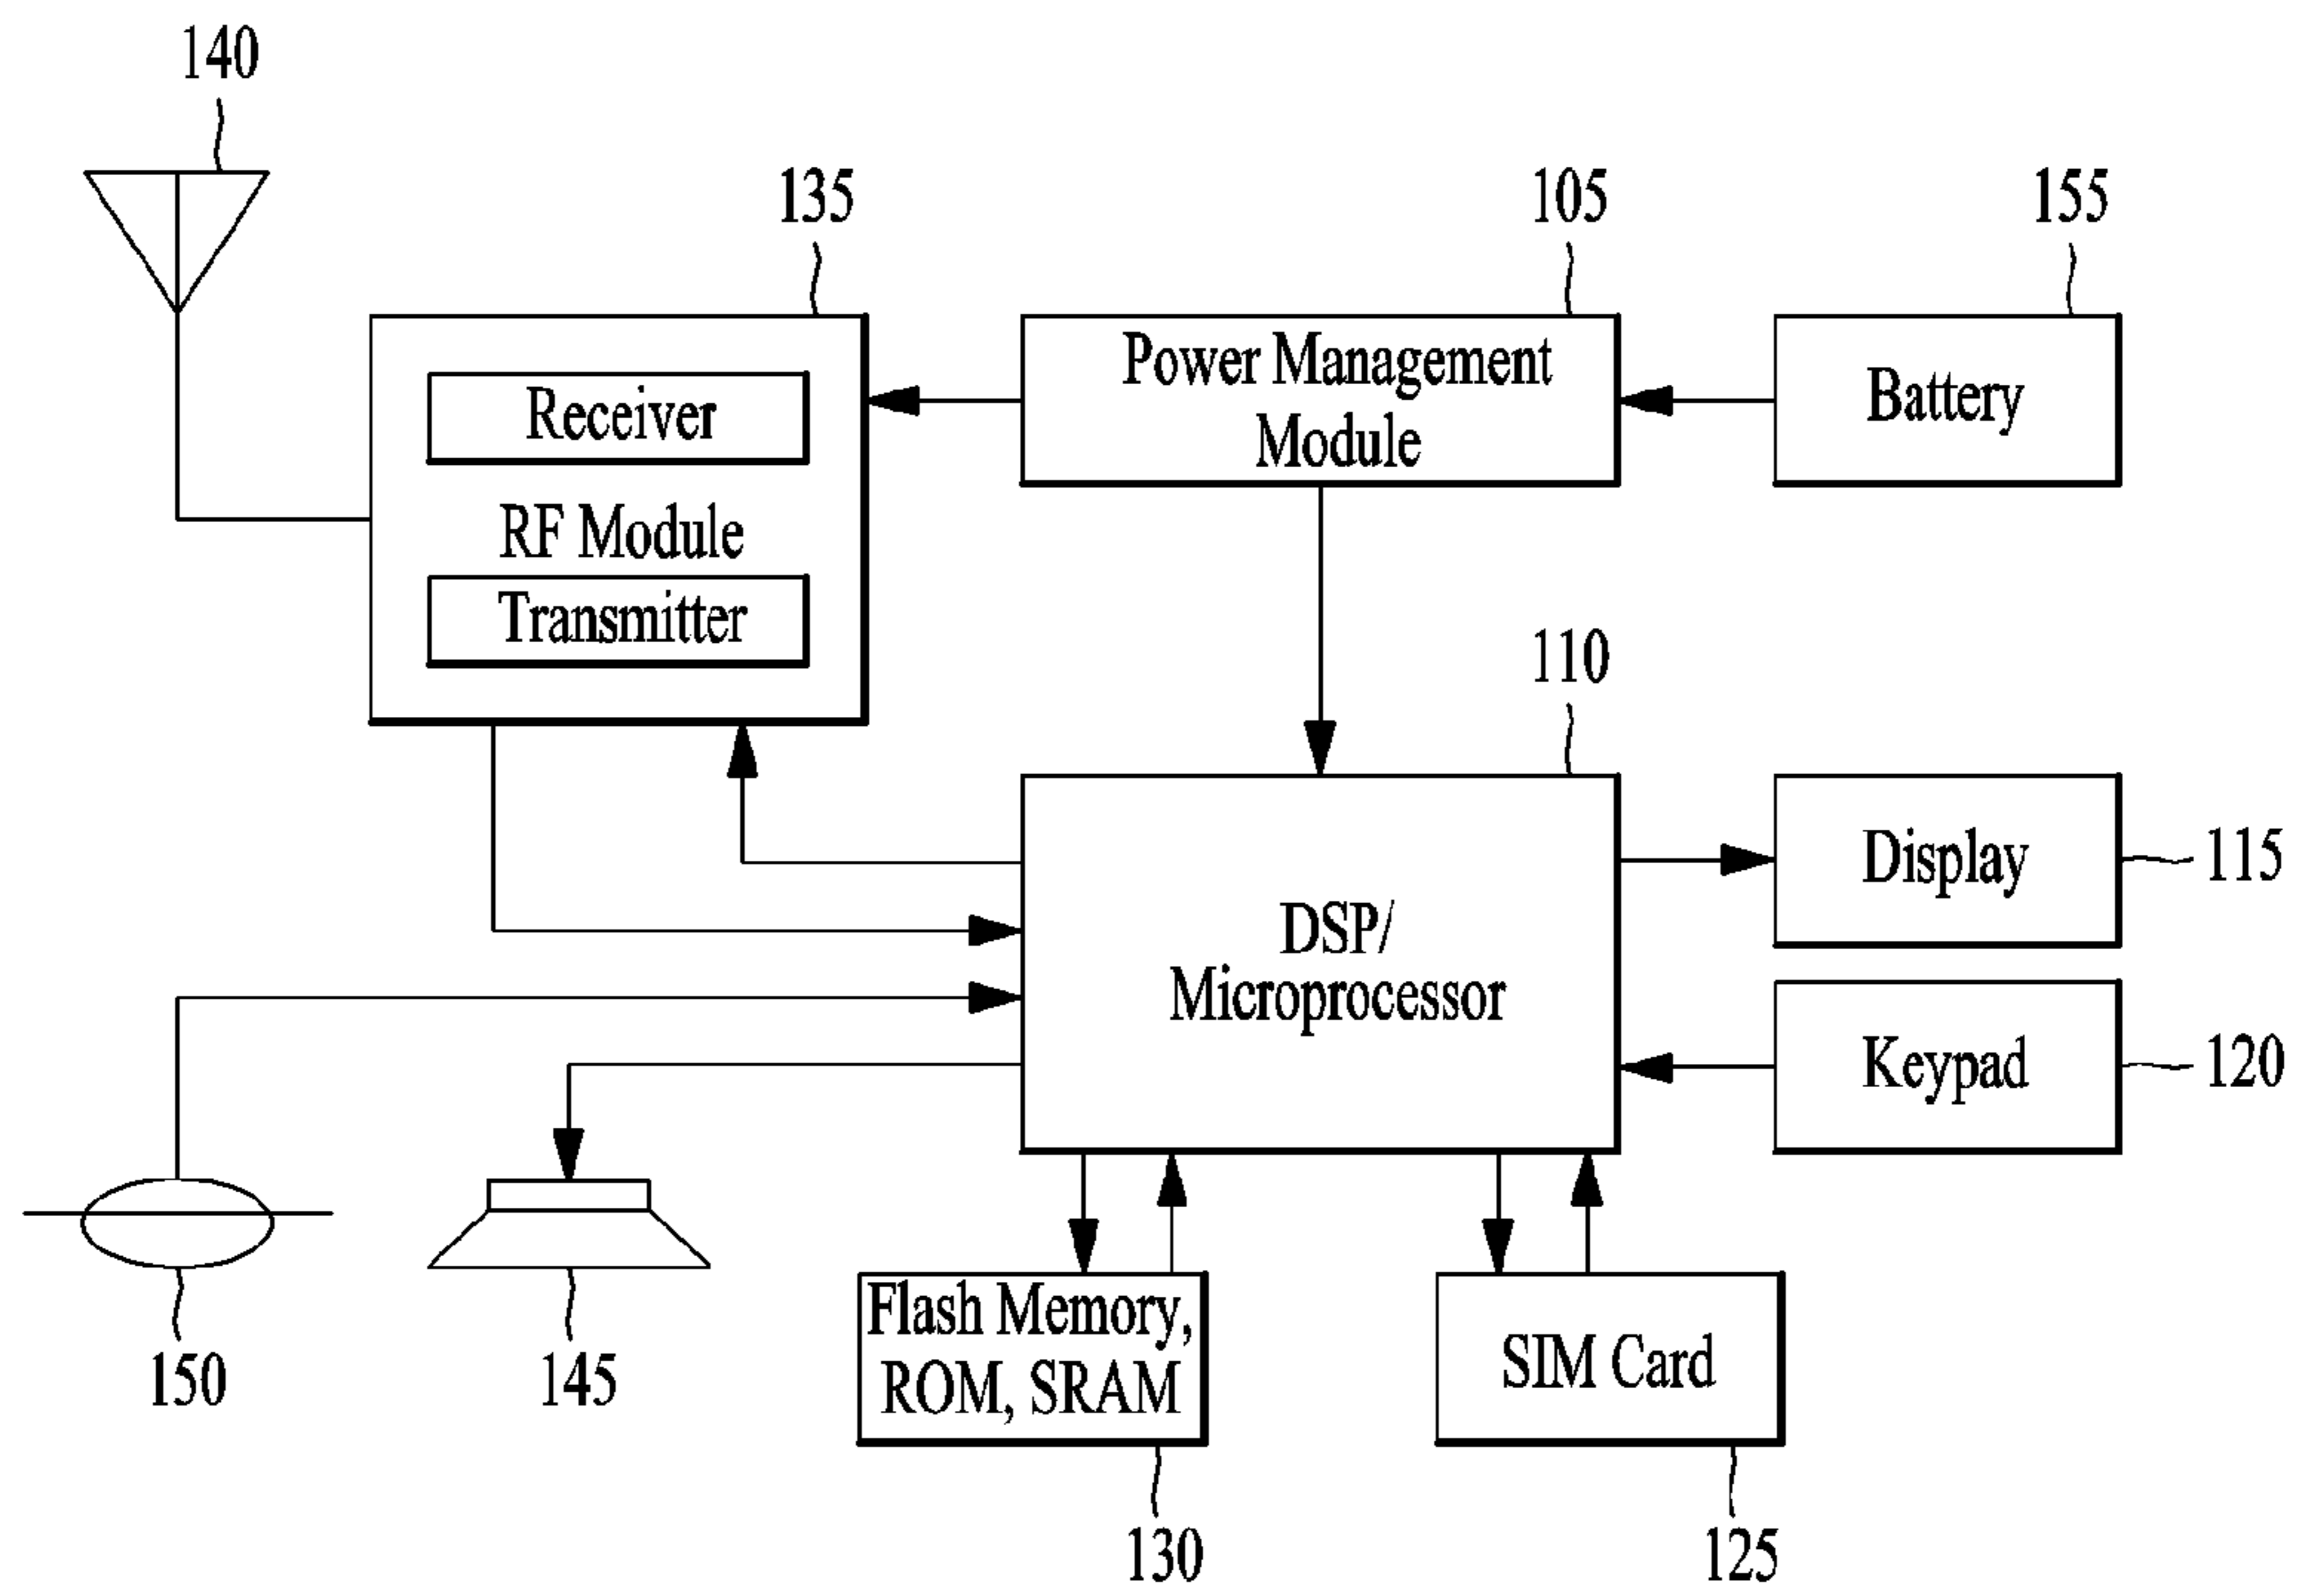 140
135
105
155
Receiver
RF Module
Transmitter
Power Management
Module
Battery
110
DSP/
Microprocessor
Display
115
Keypad
120
150
145
Flash Memory,
ROM, SRAM
SIM Card
130
125